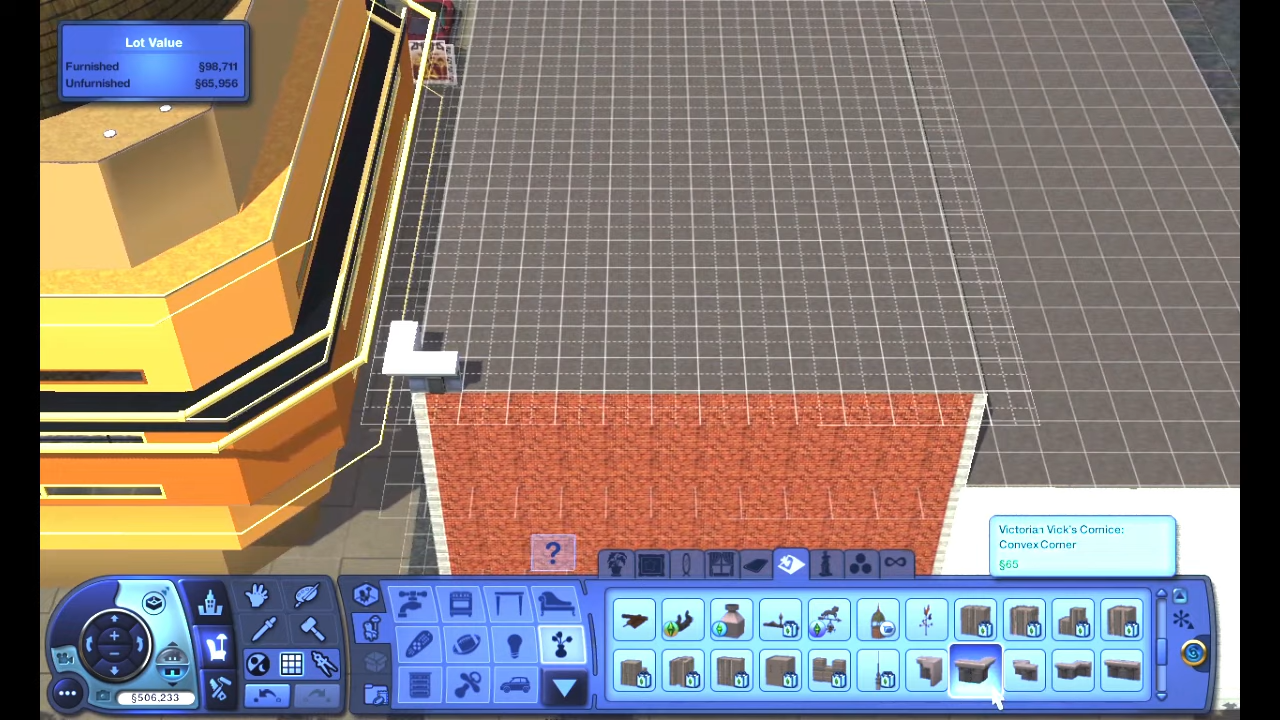 Lot Value
Furnished §98,711
Unfurnished §65,956
Victorian Vick's Cornice:
Convex Corner
§65
?
§506,233